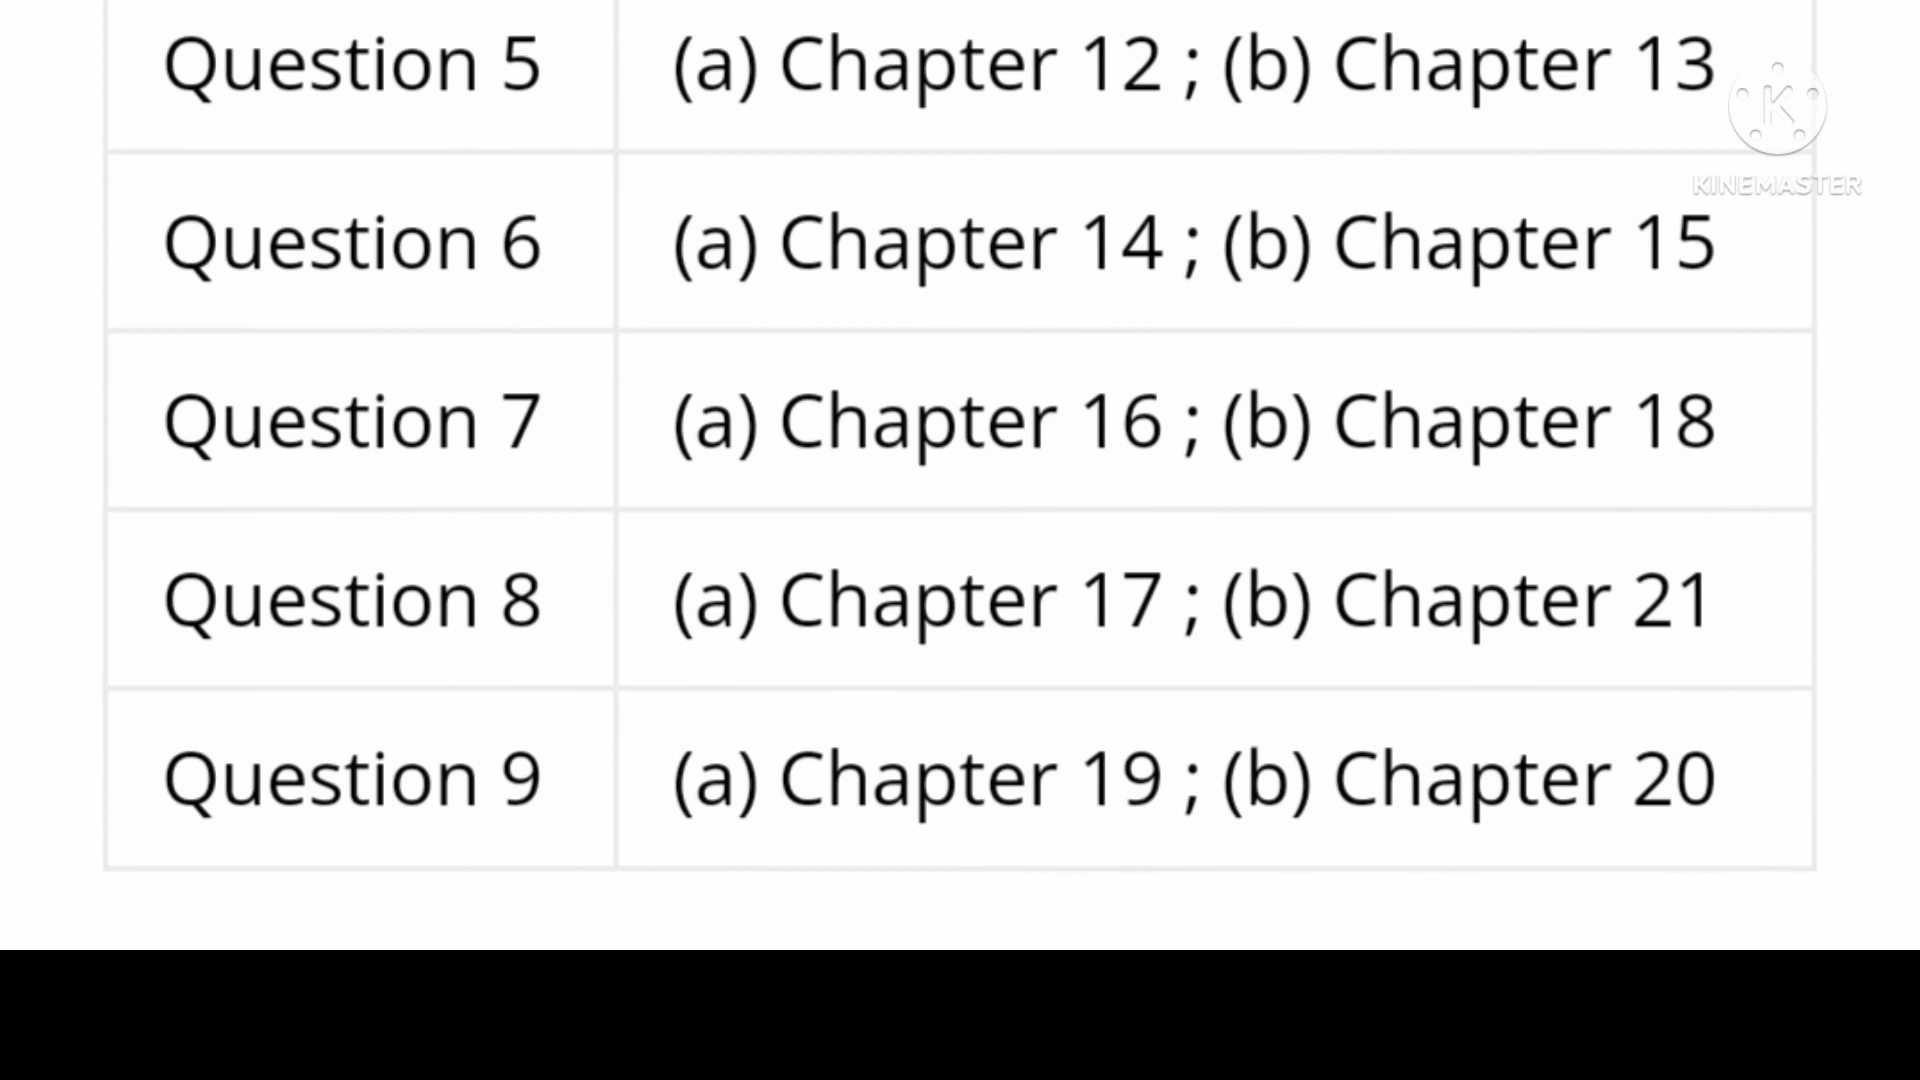 Question 5 (a) Chapter 12 ; (b) Chapter 13
KINEMASTER
Question 6 (a) Chapter 14 ; (b) Chapter 15
Question 7 (a) Chapter 16 ; (b) Chapter 18
Question 8 (a) Chapter 17 ; (b) Chapter 21
Question 9 (a) Chapter 19 ; (b) Chapter 20